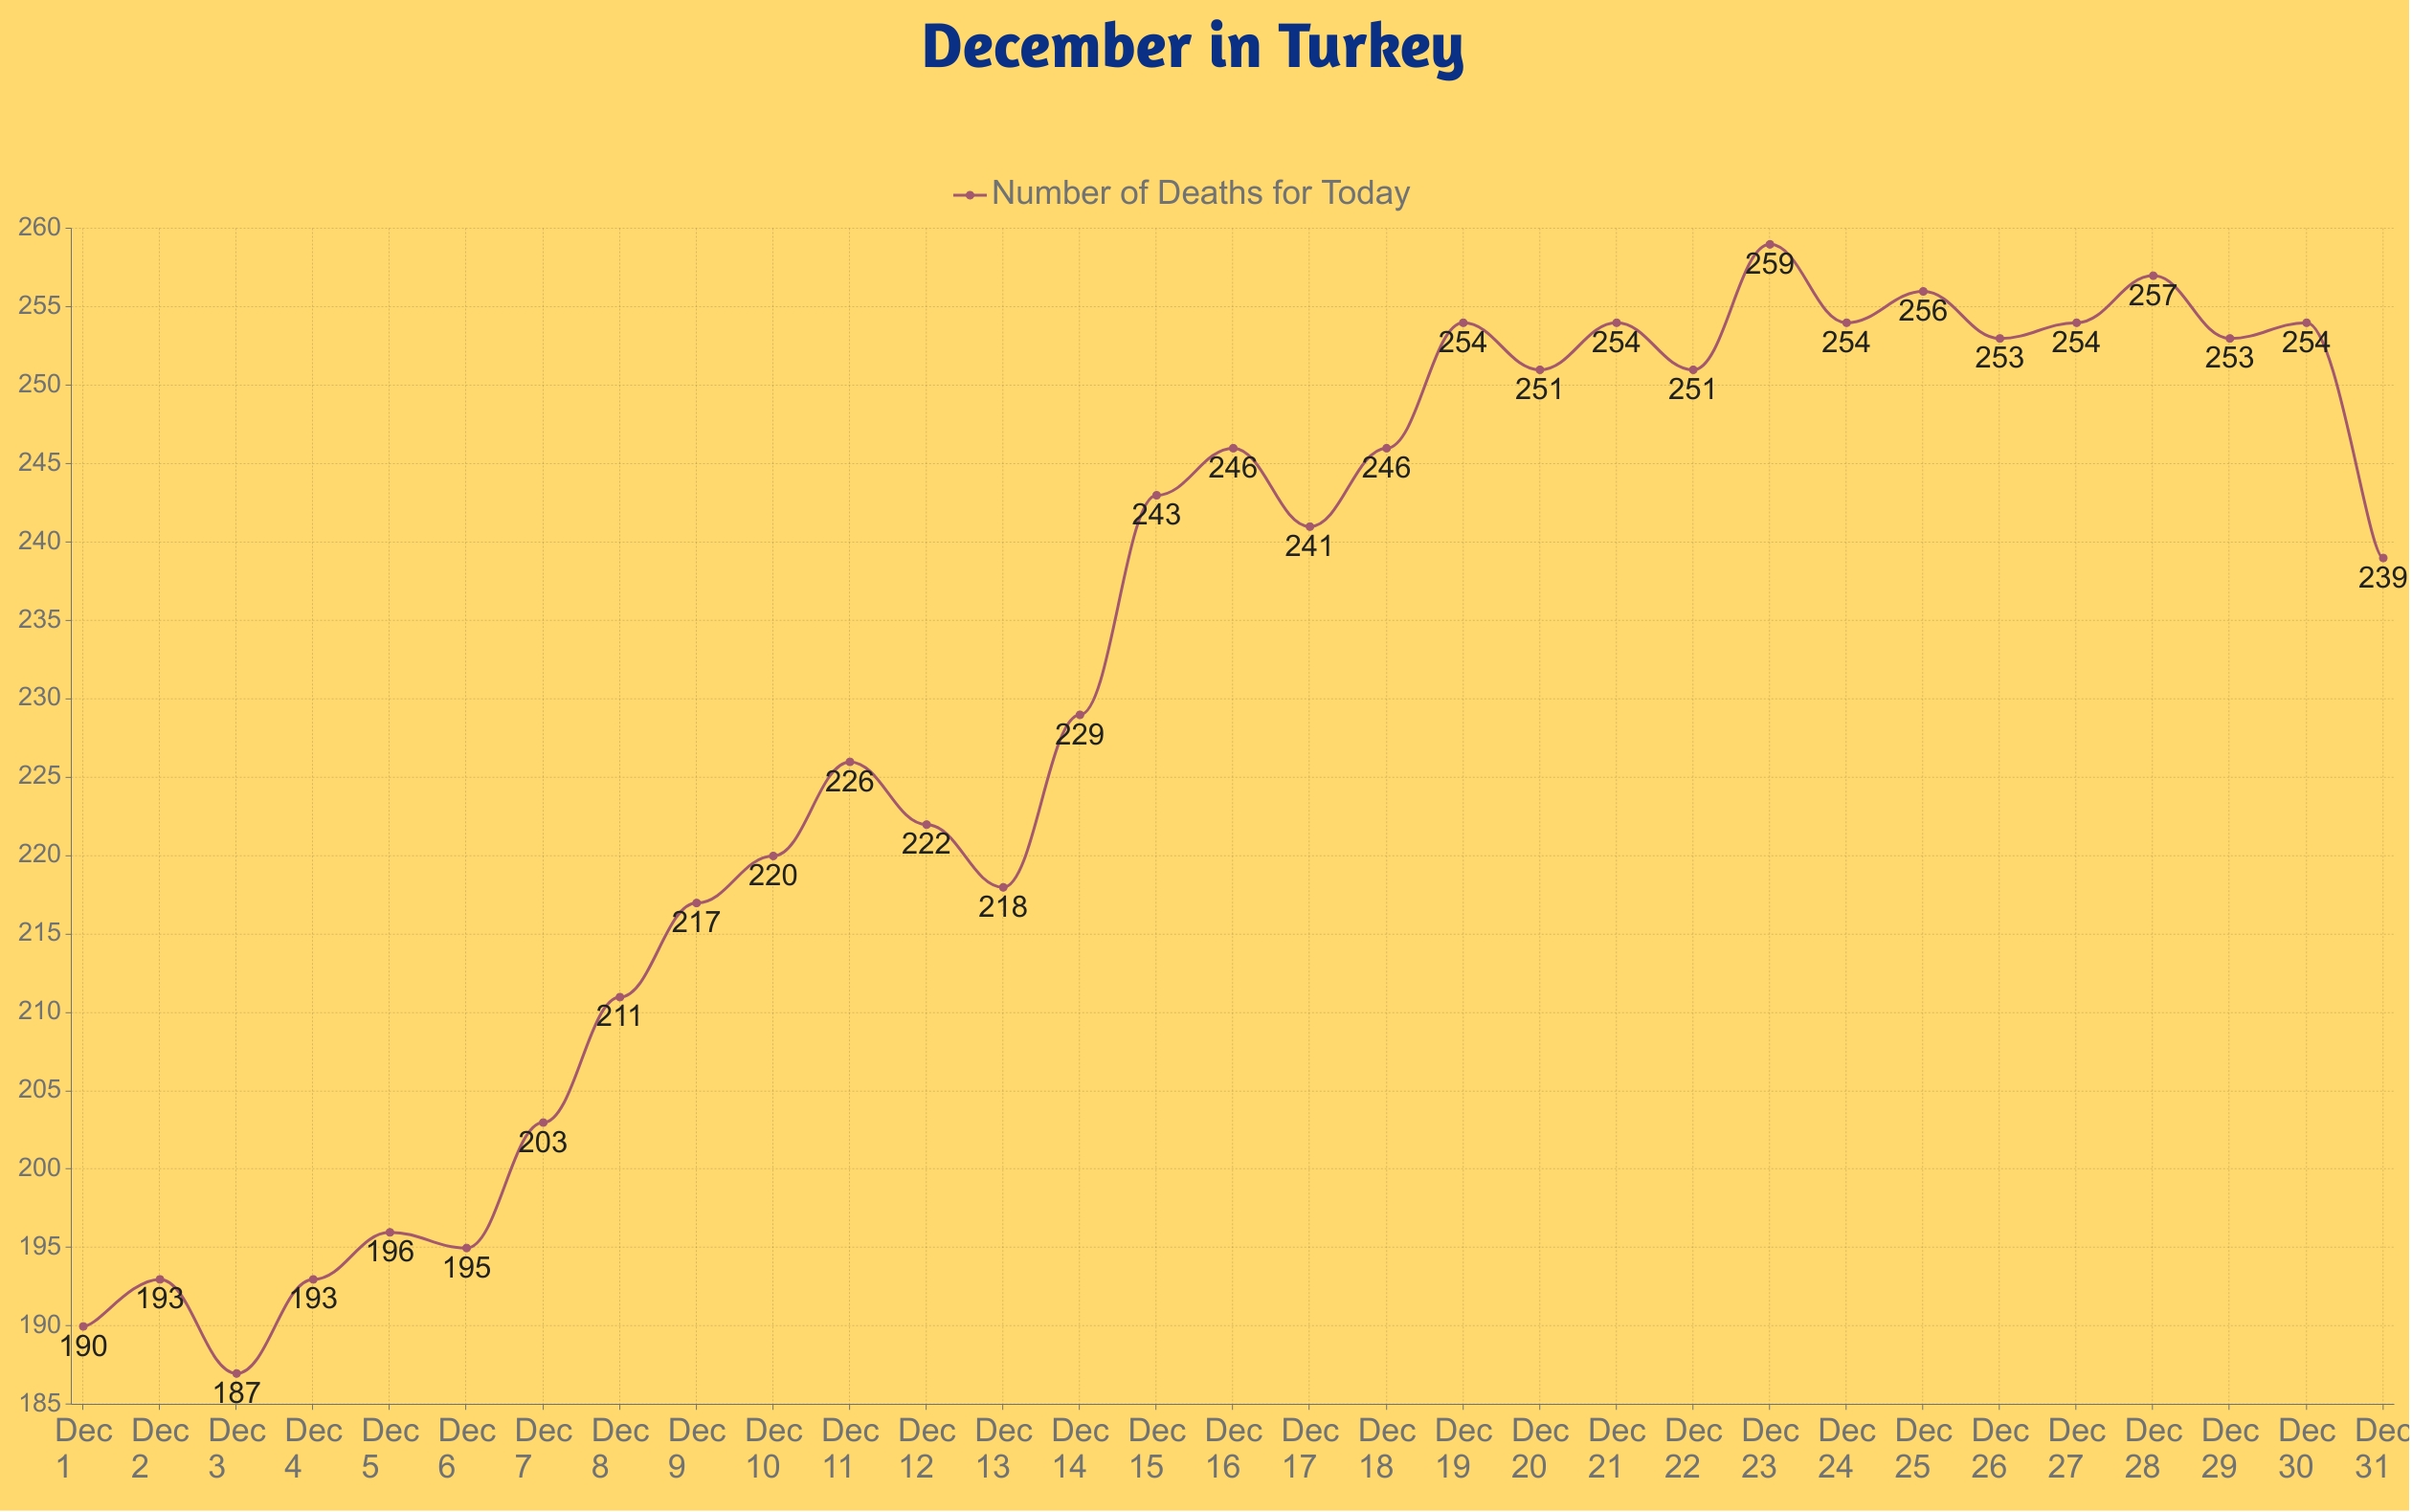 December in Turkey
Number of Deaths for Today
260
255
250
245
240
235
230
225
220
215
210
205
200
195
190
185
190
193
187
193
196
195
203
211
217
220
226
222
218
229
243
246
241
246
254
251
254
251
259
254
256
253
254
257
253
254
239
Dec 1
Dec 2
Dec 3
Dec 4
Dec 5
Dec 6
Dec 7
Dec 8
Dec 9
Dec 10
Dec 11
Dec 12
Dec 13
Dec 14
Dec 15
Dec 16
Dec 17
Dec 18
Dec 19
Dec 20
Dec 21
Dec 22
Dec 23
Dec 24
Dec 25
Dec 26
Dec 27
Dec 28
Dec 29
Dec 30
Dec 31